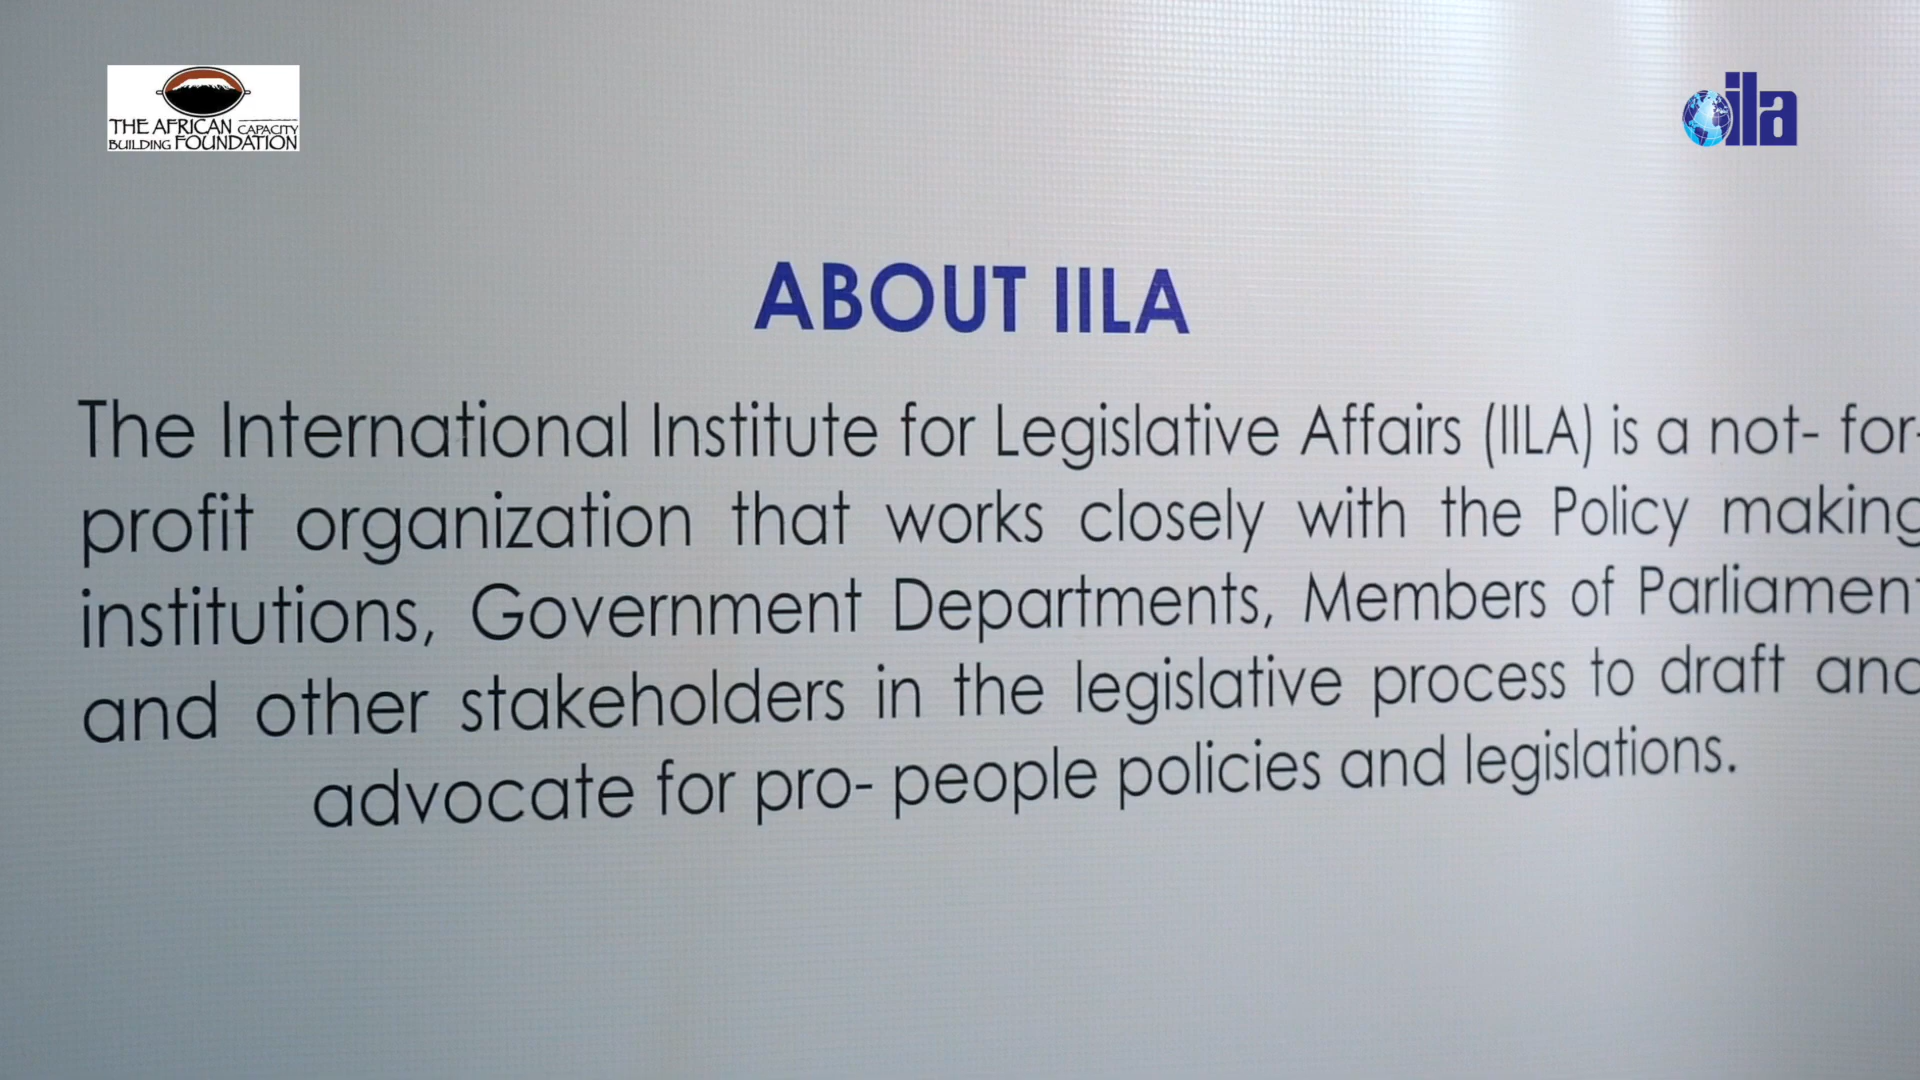 THE AFRICAN CAPACITY
BUILDING FOUNDATION
ila
ABOUT IILA
The International Institute for Legislative Affairs (IILA) is a not- for-
profit organization that works closely with the Policy making
institutions, Government Departments, Members of Parliament
and other stakeholders in the legislative process to draft and
advocate for pro- people policies and legislations.